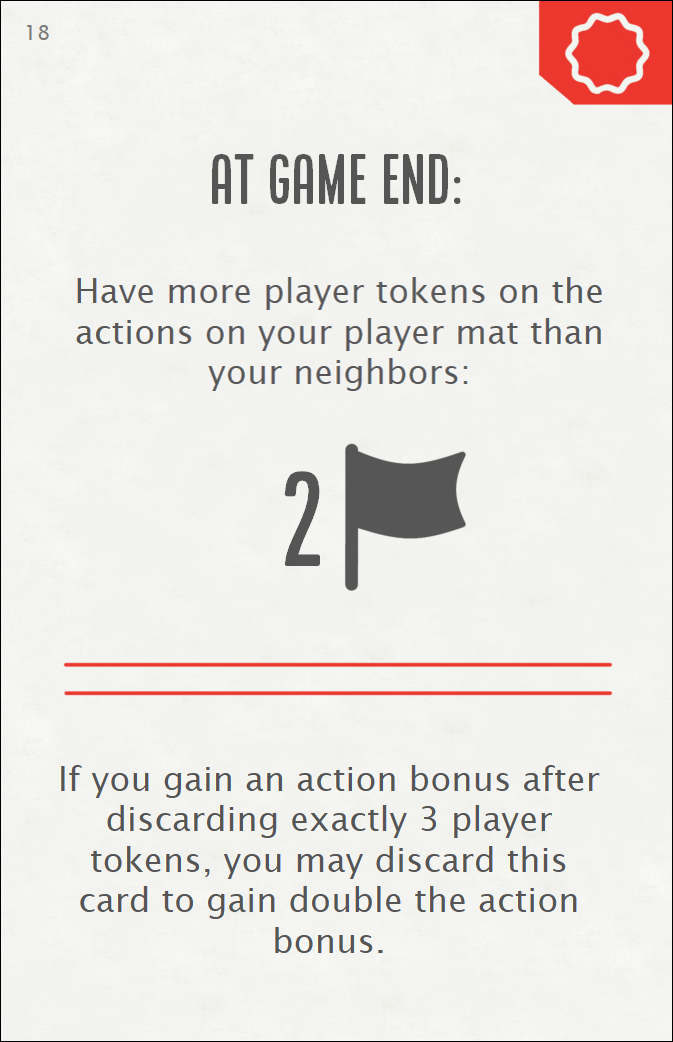 18
AT GAME END:
Have more player tokens on the
actions on your player mat than
your neighbors:
2
If you gain an action bonus after
discarding exactly 3 player
tokens, you may discard this
card to gain double the action
bonus.